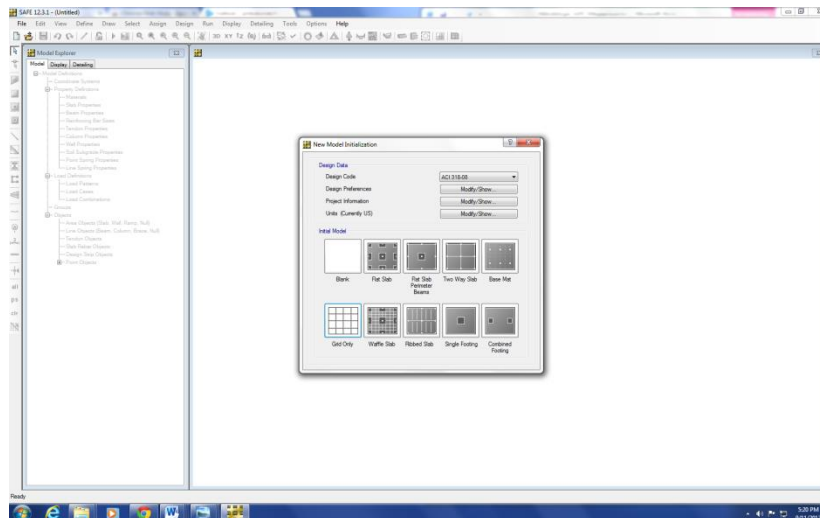 SAFE 12.3.1 - (Untitled)
File Edit View Define Draw Select Assign Design Run Display Detailing Tools Options Help
Model Explorer
Model Display Detailing
Model Definitions
Coordinate Systems
Property Definitions
Materials
Slab Properties
Beam Properties
Reinforcing Bar Sizes
Tendon Properties
Column Properties
Wall Properties
Soil Subgrade Properties
Point Spring Properties
Line Spring Properties
Load Definitions
Load Patterns
Load Cases
Load Combinations
Groups
Objects
Area Objects (Slab, Wall, Ramp, Null)
Line Objects (Beam, Column, Brace, Null)
Tendon Objects
Slab Rebar Objects
Design Strip Objects
Point Objects
New Model Initialization
Design Data
Design Code ACI 318-08
Design Preferences Modify/Show...
Project Information Modify/Show...
Units (Currently US) Modify/Show...
Initial Model
Blank Flat Slab Flat Slab Perimeter Beams Two Way Slab Base Mat
Grid Only Waffle Slab Ribbed Slab Single Footing Combined Footing
Ready
5:20 PM